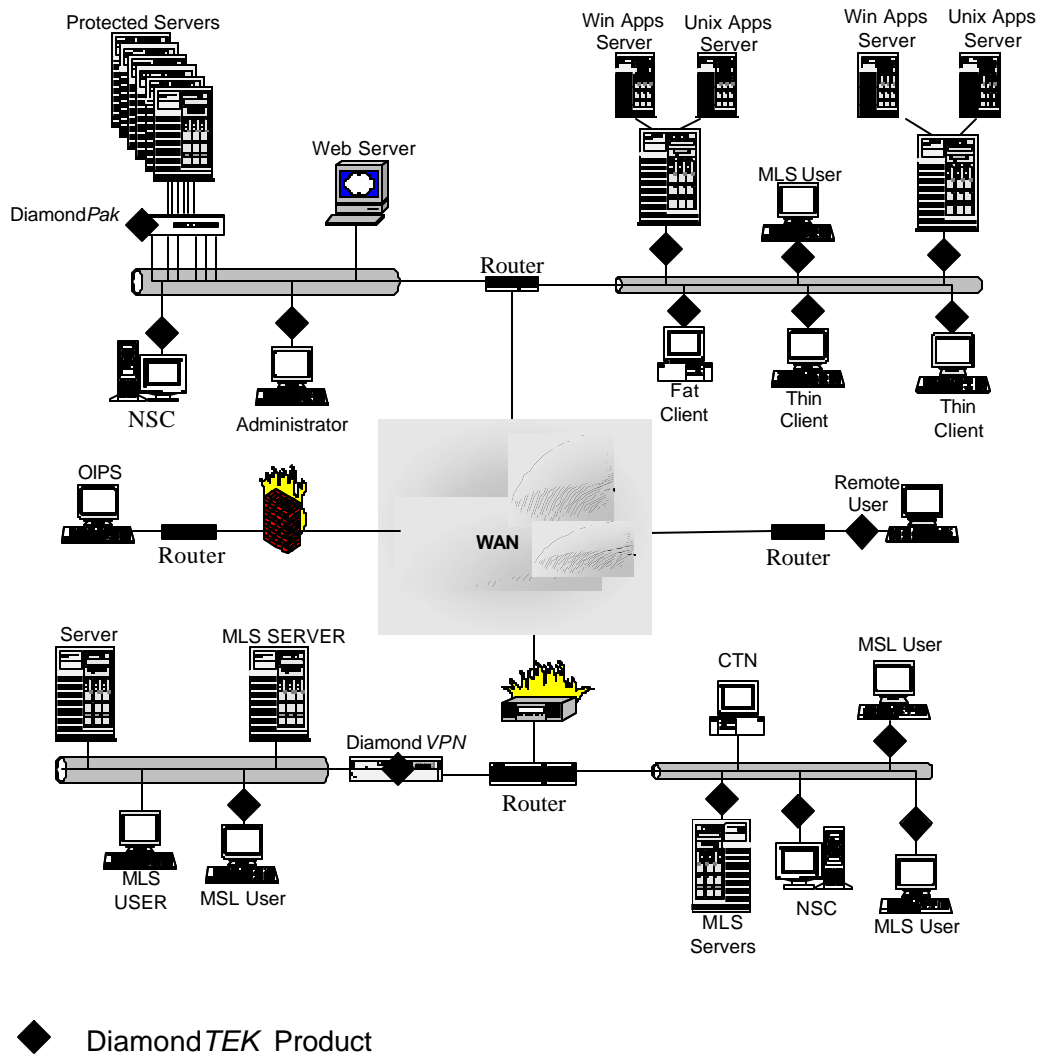 Protected Servers
Win Apps
Server
Unix Apps
Server
Win Apps
Server
Unix Apps
Server
Web Server
MLS User
DiamondPak
Router
NSC
Administrator
Fat
Client
Thin
Client
Thin
Client
OIPS
Router
WAN
Remote
User
Router
Server
MLS SERVER
CTN
MSL User
Diamond VPN
Router
MLS
USER
MSL User
MLS
Servers
NSC
MLS User
DiamondTEK Product